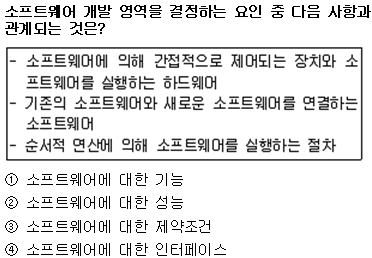 소프트웨어 개발 영역을 결정하는 요인 중 다음 사항과
관계되는 것은?
- 소프트웨어에 의해 간접적으로 제어되는 장치와 소
프트웨어를 실행하는 하드웨어
- 기존의 소프트웨어와 새로운 소프트웨어를 연결하는
소프트웨어
- 순서적 연산에 의해 소프트웨어를 실행하는 절차
① 소프트웨어에 대한 기능
② 소프트웨어에 대한 성능
③ 소프트웨어에 대한 제약조건
④ 소프트웨어에 대한 인터페이스